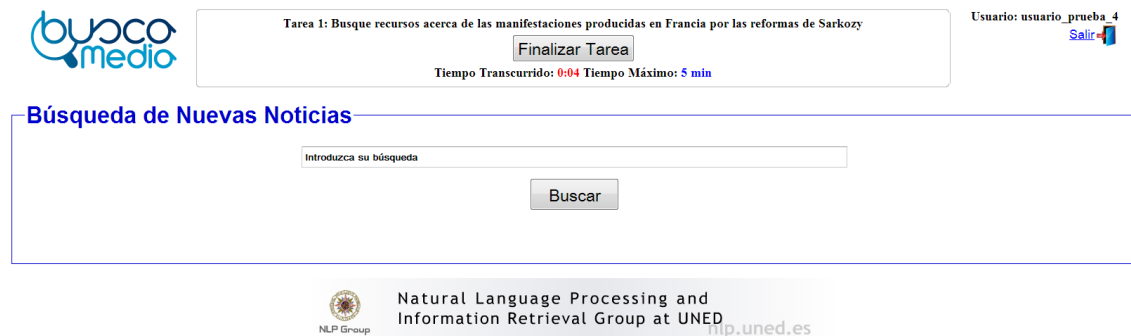 busca
medio
Tarea 1: Busque recursos acerca de las manifestaciones producidas en Francia por las reformas de Sarkozy
Finalizar Tarea
Tiempo Transcurrido: 0:04 Tiempo Máximo: 5 min
Usuario: usuario_prueba_4
Salir
Búsqueda de Nuevas Noticias
Introduzca su búsqueda
Buscar
NLP Group
Natural Language Processing and
Information Retrieval Group at UNED
nlp.uned.es